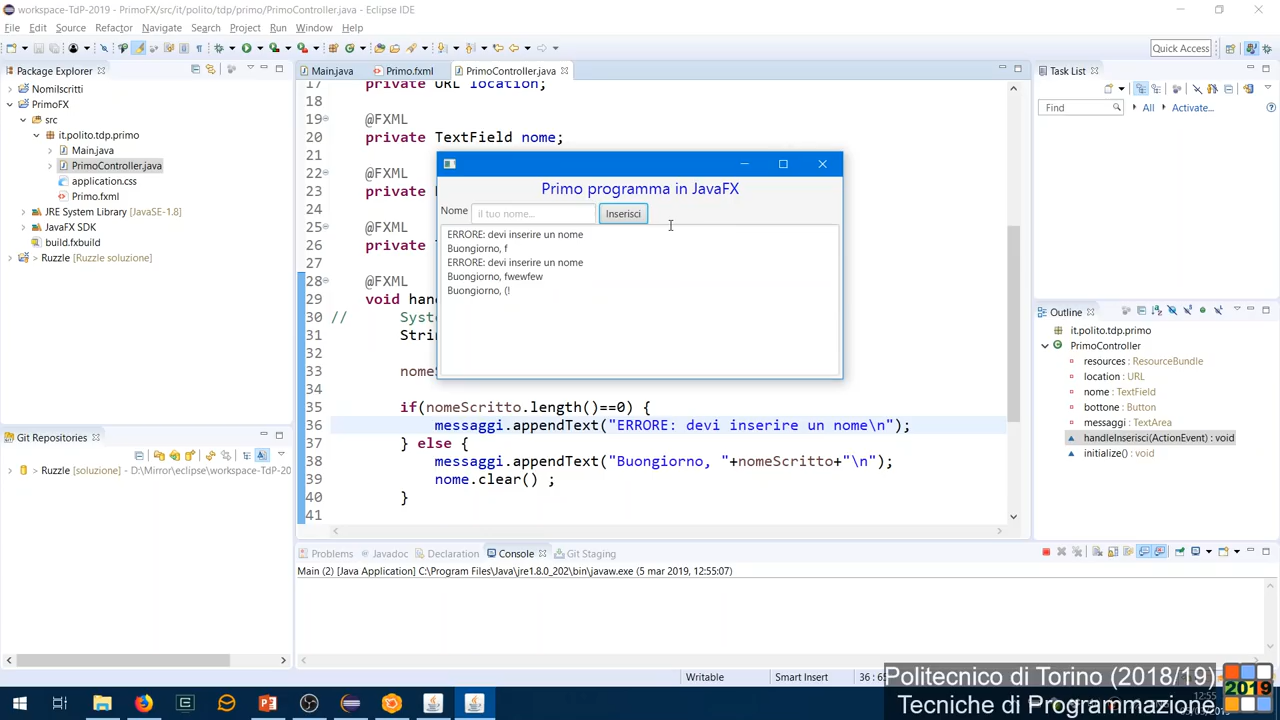 workspace-TdP-2019 - PrimoFX/src/it/polito/tdp/primo/PrimoController.java - Eclipse IDE
File Edit Source Refactor Navigate Search Project Run Window Help
Quick Access
Package Explorer
NomiIscritti
PrimoFX
src
it.polito.tdp.primo
Main.java
PrimoController.java
application.css
Primo.fxml
JRE System Library [JavaSE-1.8]
JavaFX SDK
build.fxbuild
Ruzzle [Ruzzle soluzione]
Git Repositories
> Ruzzle [soluzione] - D:\Mirror\eclipse\workspace-TdP-20
Main.java Primo.fxml PrimoController.java
17 private URL location;
18
19 @FXML
20 private TextField nome;
21
22 @FXML
23 private
24
25 @FXML
26 private
27
28 @FXML
29 void han
30 // Syst
31 Strin
32
33 nome
34
35 if(nomeScritto.length()==0) {
36 messaggi.appendText("ERRORE: devi inserire un nome\n");
37 } else {
38 messaggi.appendText("Buongiorno, "+nomeScritto+"\n");
39 nome.clear() ;
40 }
41
Primo programma in JavaFX
Nome il tuo nome... Inserisci
ERRORE: devi inserire un nome
Buongiorno, f
ERRORE: devi inserire un nome
Buongiorno, fwewfew
Buongiorno, (!
Problems Javadoc Declaration Console Git Staging
Main (2) [Java Application] C:\Program Files\Java\jre1.8.0_202\bin\javaw.exe (5 mar 2019, 12:55:07)
Task List
Find All Activate...
Outline
it.polito.tdp.primo
PrimoController
resources : ResourceBundle
location : URL
nome : TextField
bottone : Button
messaggi : TextArea
handleInserisci(ActionEvent) : void
initialize() : void
Writable Smart Insert
Politecnico di Torino (2018/19)
Tecniche di Programmazione
2019